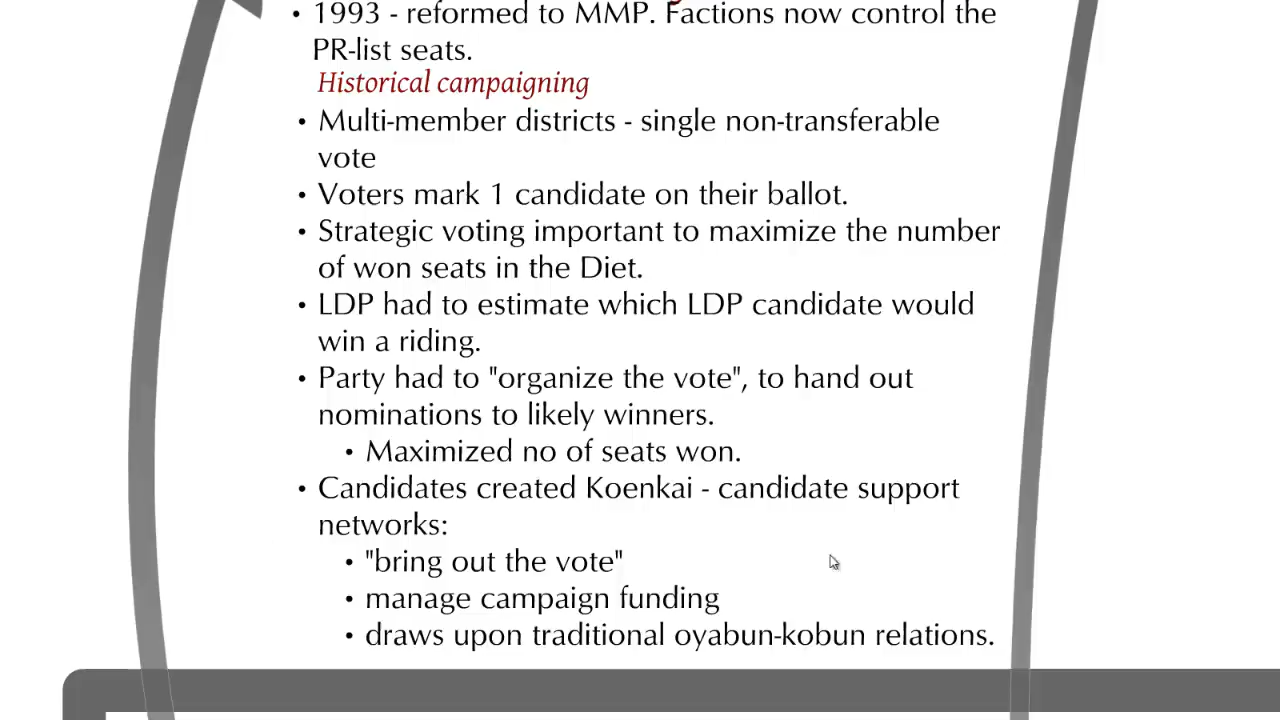 • 1993 - reformed to MMP. Factions now control the
PR-list seats.
Historical campaigning
• Multi-member districts - single non-transferable
vote
• Voters mark 1 candidate on their ballot.
• Strategic voting important to maximize the number
of won seats in the Diet.
• LDP had to estimate which LDP candidate would
win a riding.
• Party had to "organize the vote", to hand out
nominations to likely winners.
• Maximized no of seats won.
• Candidates created Koenkai - candidate support
networks:
• "bring out the vote"
• manage campaign funding
• draws upon traditional oyabun-kobun relations.